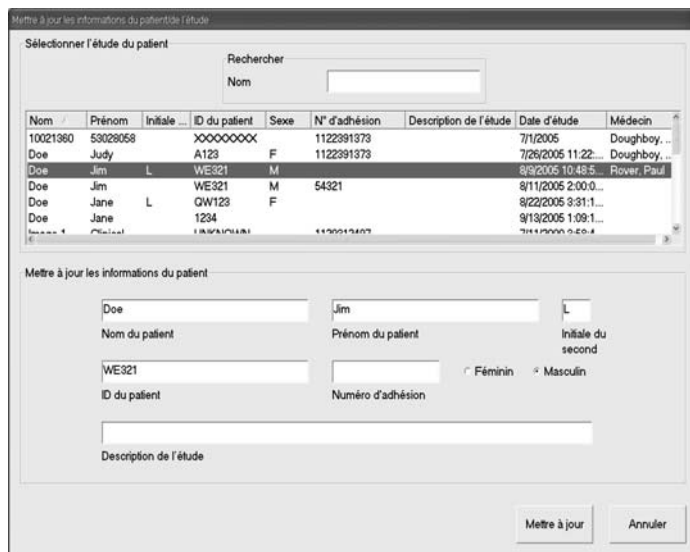 Mettre à jour les informations du patient/de l'étude
Sélectionner l'étude du patient
Rechercher
Nom
Nom Prénom Initiale ... ID du patient Sexe N° d'adhésion Description de l'étude Date d'étude Médecin
10021360 53028058 XXXXXXXX 1122391373 7/1/2005 Doughboy, ...
Doe Judy A123 F 1122391373 7/26/2005 11:22:... Doughboy, ...
Doe Jim L WE321 M 8/9/2005 10:48:5... Rover, Paul
Doe Jim WE321 M 54321 8/11/2005 2:00:0...
Doe Jane L QW123 F 8/22/2005 3:31:1...
Doe Jane 1234 9/13/2005 1:09:1...
Image 1 Clinical UNKNOWN
Mettre à jour les informations du patient
Doe Jim L
Nom du patient Prénom du patient Initiale du second
WE321 Féminin Masculin
ID du patient Numéro d'adhésion
Description de l'étude
Mettre à jour Annuler